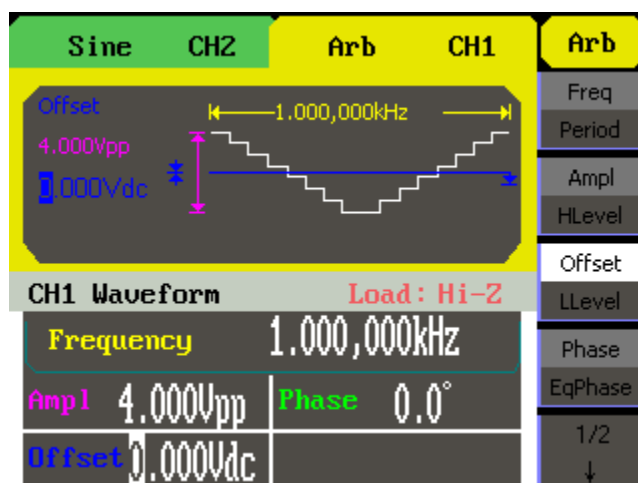 Sine CH2 Arb CH1 Arb
Offset
1.000,000kHz
4.000Vpp
0.000Vdc
Freq
Period
Ampl
HLevel
Offset
LLevel
Phase
EqPhase
1/2
↓
CH1 Waveform Load: Hi-Z
Frequency 1.000,000kHz
Ampl 4.000Vpp Phase 0.0°
Offset 0.000Vdc